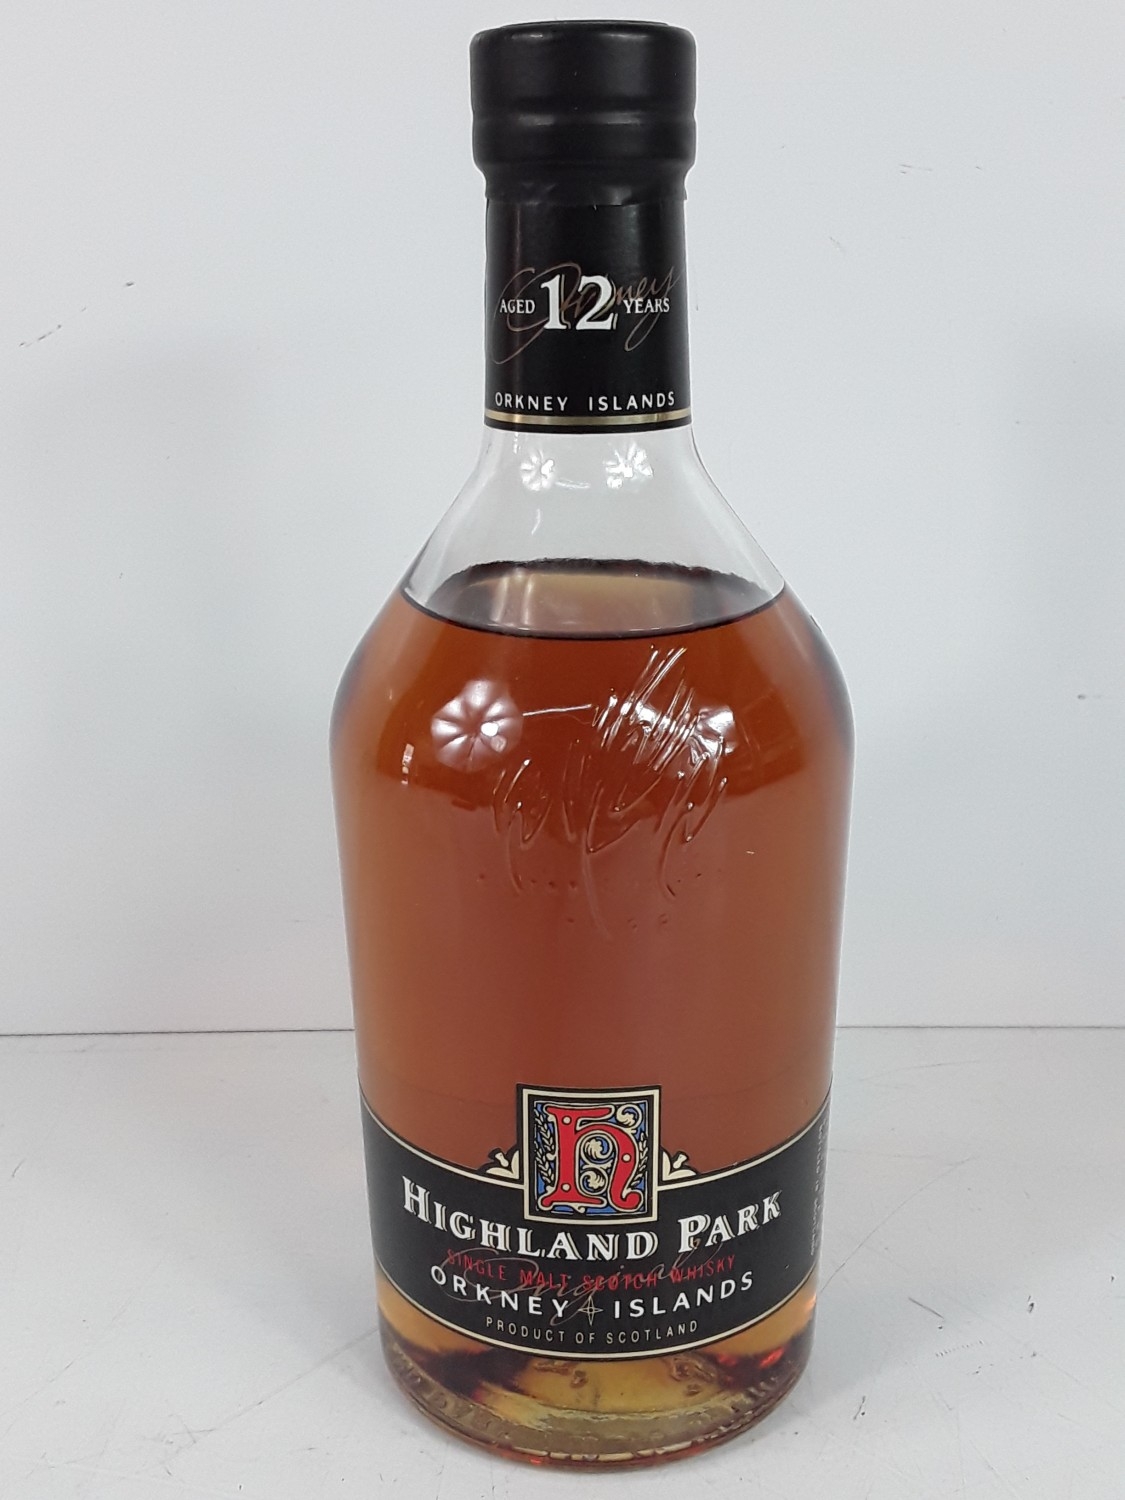 AGED 12 YEARS
ORKNEY ISLANDS
H
HIGHLAND PARK
SINGLE MALT SCOTCH WHISKY
ORKNEY ISLANDS
PRODUCT OF SCOTLAND